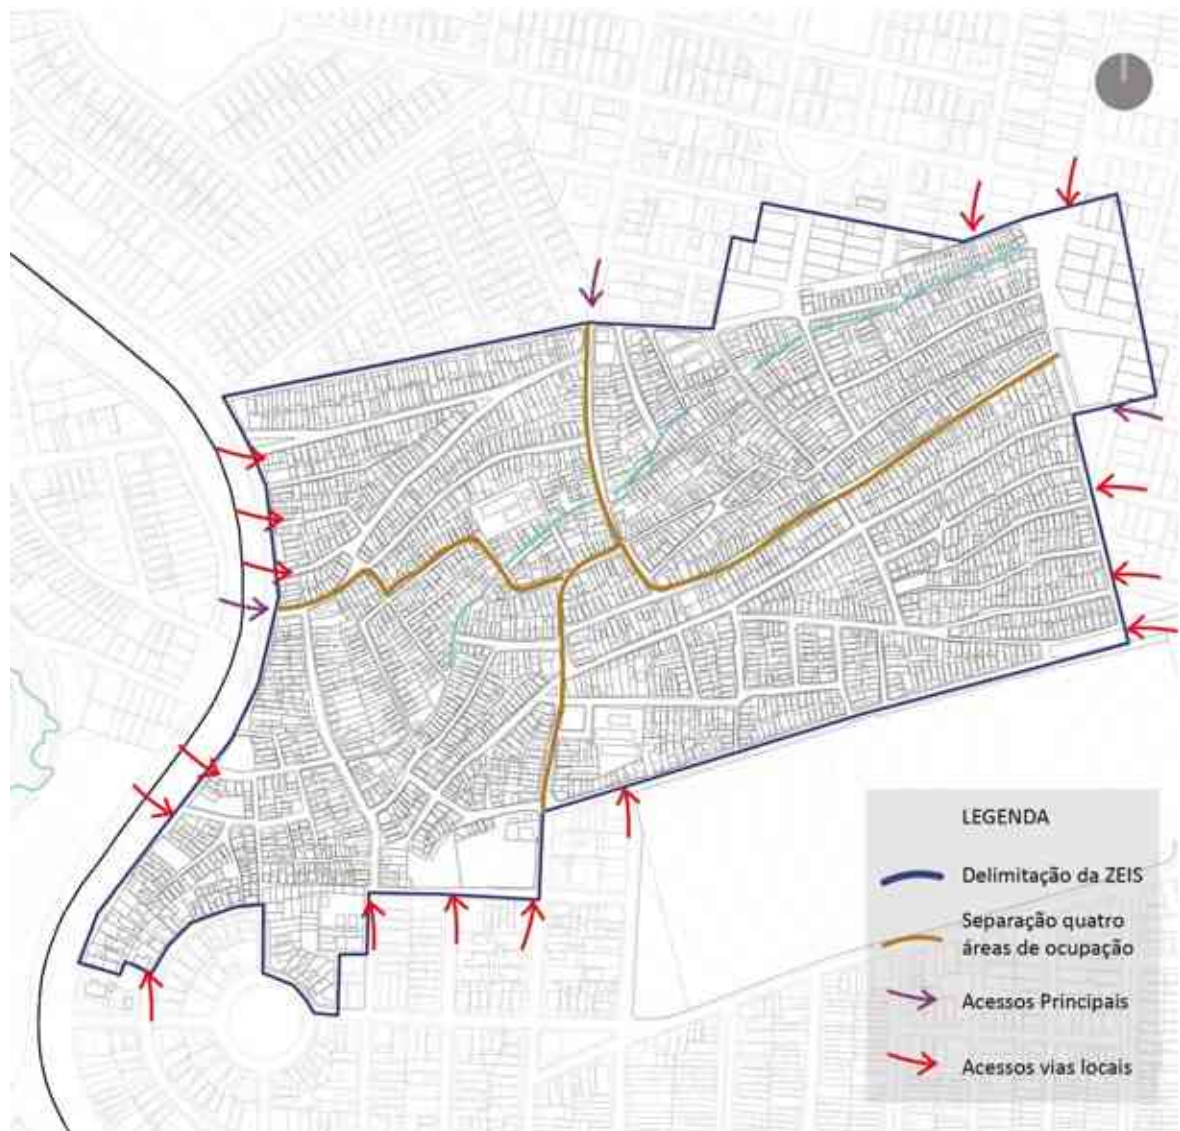 LEGENDA
Delimitação da ZEIS
Separação quatro
áreas de ocupação
Acessos Principais
Acessos vias locais